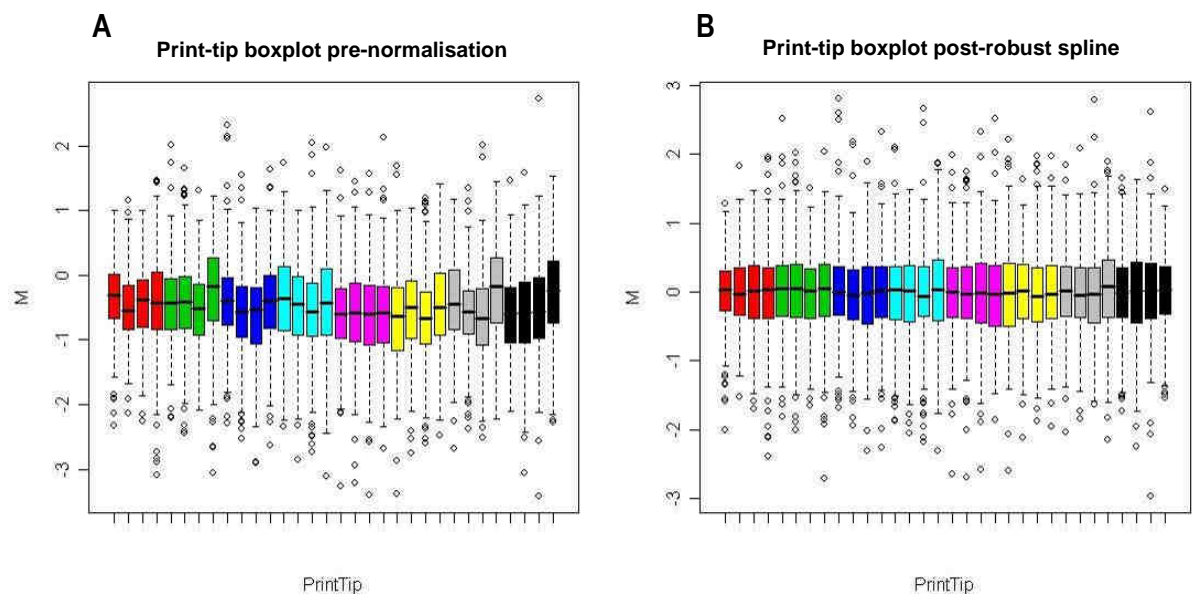 A
Print-tip boxplot pre-normalisation
M
2
1
0
-1
-2
-3
PrintTip
B
Print-tip boxplot post-robust spline
M
3
2
1
0
-1
-2
-3
PrintTip